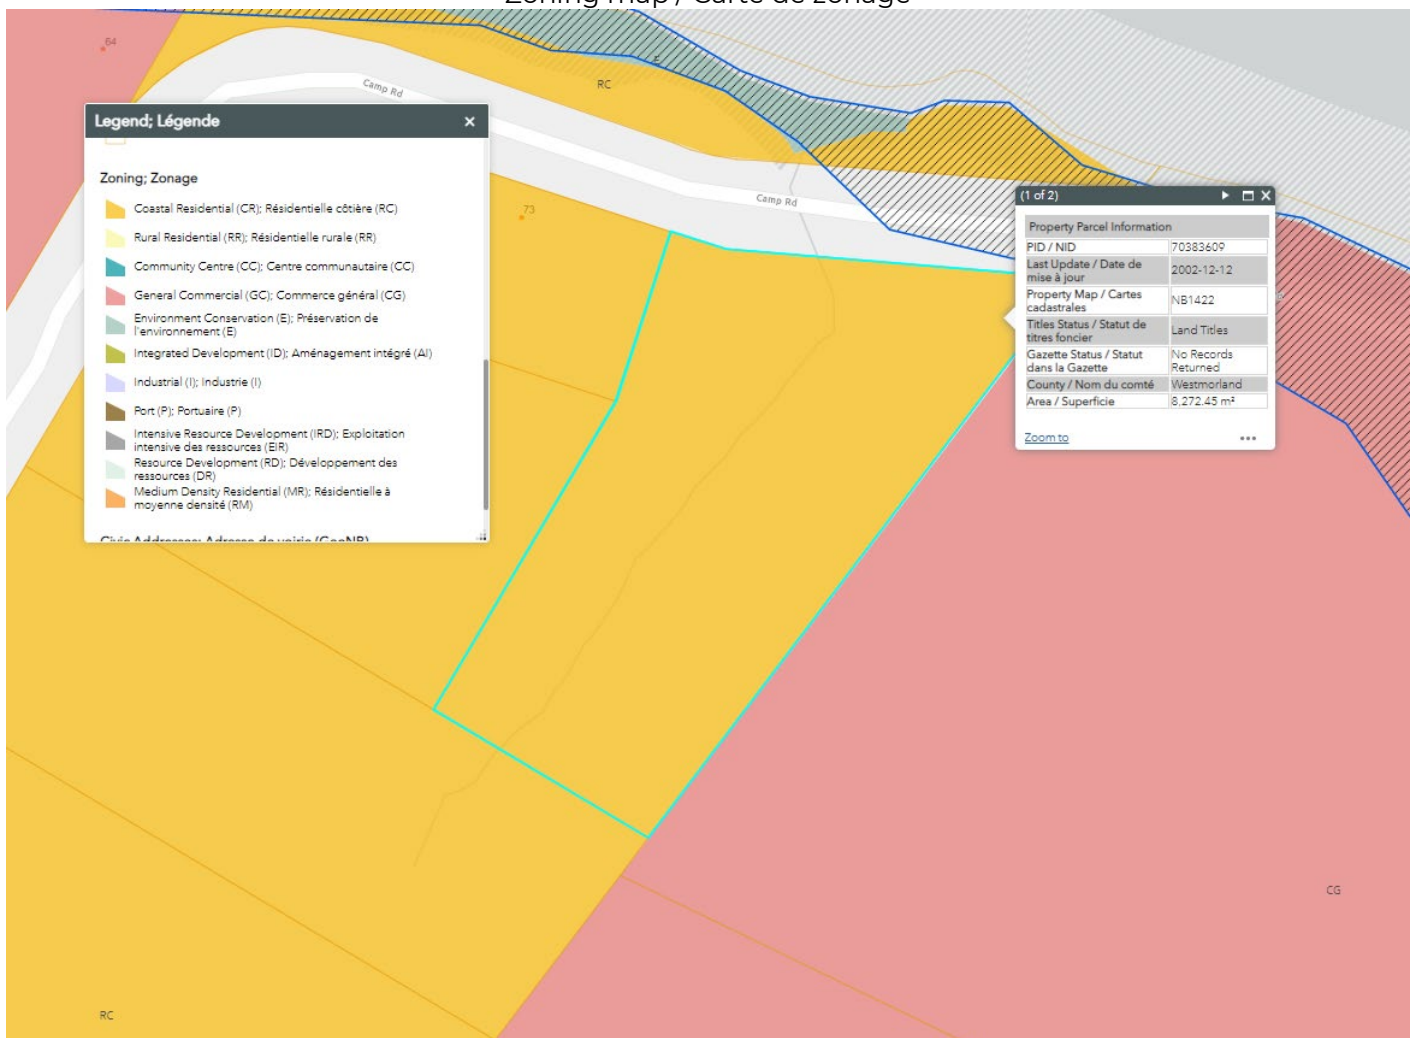 Zoning map / Carte de zonage
64
Camp Rd
E
RC
Legend; Légende
Zoning; Zonage
Coastal Residential (CR); Résidentielle côtière (RC)
Rural Residential (RR); Résidentielle rurale (RR)
Community Centre (CC); Centre communautaire (CC)
General Commercial (GC); Commerce général (CG)
Environment Conservation (E); Préservation de
l'environnement (E)
Integrated Development (ID); Aménagement intégré (AI)
Industrial (I); Industrie (I)
Port (P); Portuaire (P)
Intensive Resource Development (IRD); Exploitation
intensive des ressources (EIR)
Resource Development (RD); Développement des
ressources (DR)
Medium Density Residential (MR); Résidentielle à
moyenne densité (RM)
Civic Addresses; Adresse de voirie (GeoNB)
73
Camp Rd
(1 of 2)
Property Parcel Information
PID / NID 70383609
Last Update / Date de
mise à jour 2002-12-12
Property Map / Cartes
cadastrales NB1422
Titles Status / Statut de
titres foncier Land Titles
Gazette Status / Statut
dans la Gazette No Records
Returned
County / Nom du comté Westmorland
Area / Superficie 8,272.45 m²
Zoom to
CG
RC